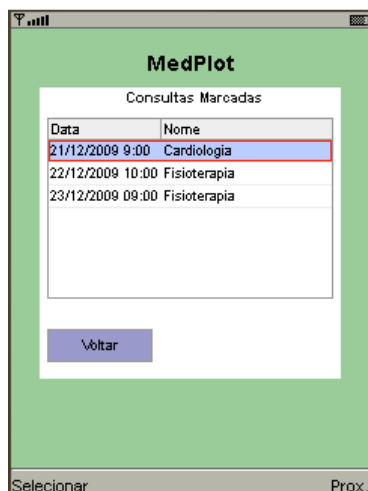 MedPlot
Consultas Marcadas
Data Nome
21/12/2009 9:00 Cardiologia
22/12/2009 10:00 Fisioterapia
23/12/2009 09:00 Fisioterapia
Voltar
Selecionar Prox.